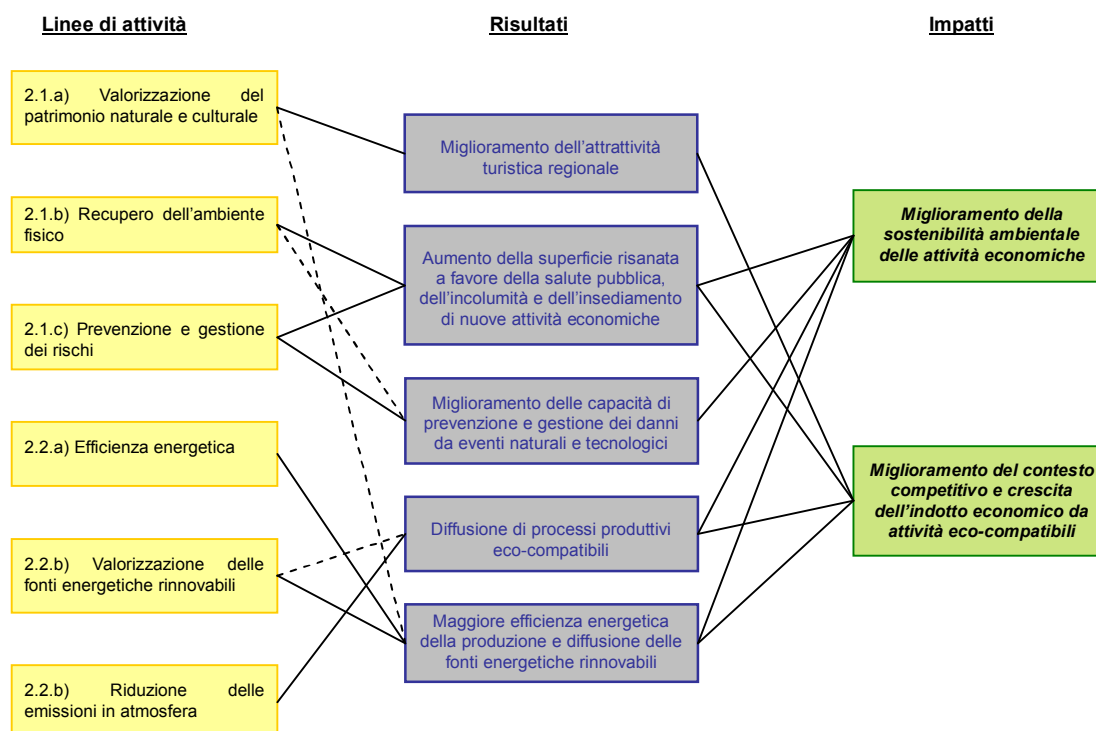 Linee di attività
Risultati
Impatti
2.1.a) Valorizzazione del
patrimonio naturale e culturale
2.1.b) Recupero dell'ambiente
fisico
2.1.c) Prevenzione e gestione
dei rischi
2.2.a) Efficienza energetica
2.2.b) Valorizzazione delle
fonti energetiche rinnovabili
2.2.b) Riduzione delle
emissioni in atmosfera
Miglioramento dell'attrattività
turistica regionale
Aumento della superficie risanata
a favore della salute pubblica,
dell'incolumità e dell'insediamento
di nuove attività economiche
Miglioramento delle capacità di
prevenzione e gestione dei danni
da eventi naturali e tecnologici
Diffusione di processi produttivi
eco-compatibili
Maggiore efficienza energetica
della produzione e diffusione delle
fonti energetiche rinnovabili
Miglioramento della
sostenibilità ambientale
delle attività economiche
Miglioramento del contesto
competitivo e crescita
dell'indotto economico da
attività eco-compatibili